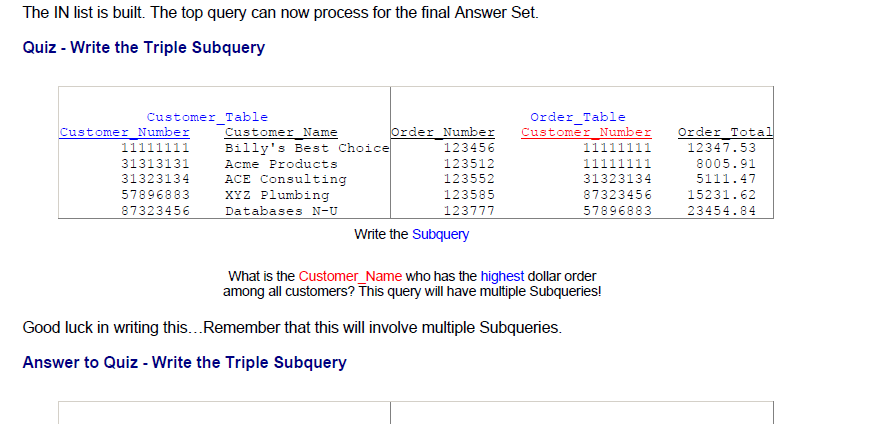 The IN list is built. The top query can now process for the final Answer Set.
Quiz - Write the Triple Subquery
Customer_Table Order_Table
Customer_Number Customer_Name Order_Number Customer_Number Order_Total
11111111 Billy's Best Choice 123456 11111111 12347.53
31313131 Acme Products 123512 11111111 8005.91
31323134 ACE Consulting 123552 31323134 5111.47
57896883 XYZ Plumbing 123585 87323456 15231.62
87323456 Databases N-U 123777 57896883 23454.84
Write the Subquery
What is the Customer_Name who has the highest dollar order
among all customers? This query will have multiple Subqueries!
Good luck in writing this…Remember that this will involve multiple Subqueries.
Answer to Quiz - Write the Triple Subquery